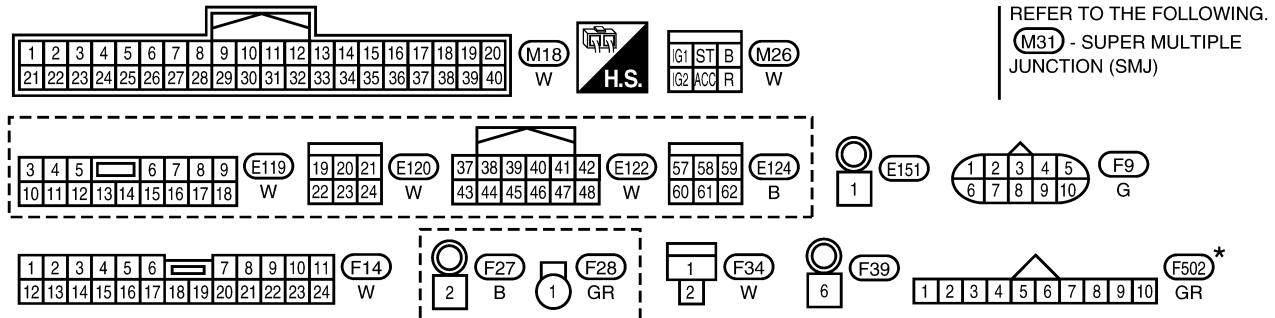 REFER TO THE FOLLOWING.
M31 - SUPER MULTIPLE
JUNCTION (SMJ)
1 2 3 4 5 6 7 8 9 10 11 12 13 14 15 16 17 18 19 20
21 22 23 24 25 26 27 28 29 30 31 32 33 34 35 36 37 38 39 40
M18
W
H.S.
IG1 ST B
IG2 ACC R
M26
W
3 4 5 6 7 8 9
10 11 12 13 14 15 16 17 18
E119
W
19 20 21
22 23 24
E120
W
37 38 39 40 41 42
43 44 45 46 47 48
E122
W
57 58 59
60 61 62
E124
B
1
E151
1 2 3 4 5
6 7 8 9 10
F9
G
1 2 3 4 5 6 7 8 9 10 11
12 13 14 15 16 17 18 19 20 21 22 23 24
F14
W
2
F27
B
1
F28
GR
1
2
F34
W
6
F39
1 2 3 4 5 6 7 8 9 10
F502 *
GR